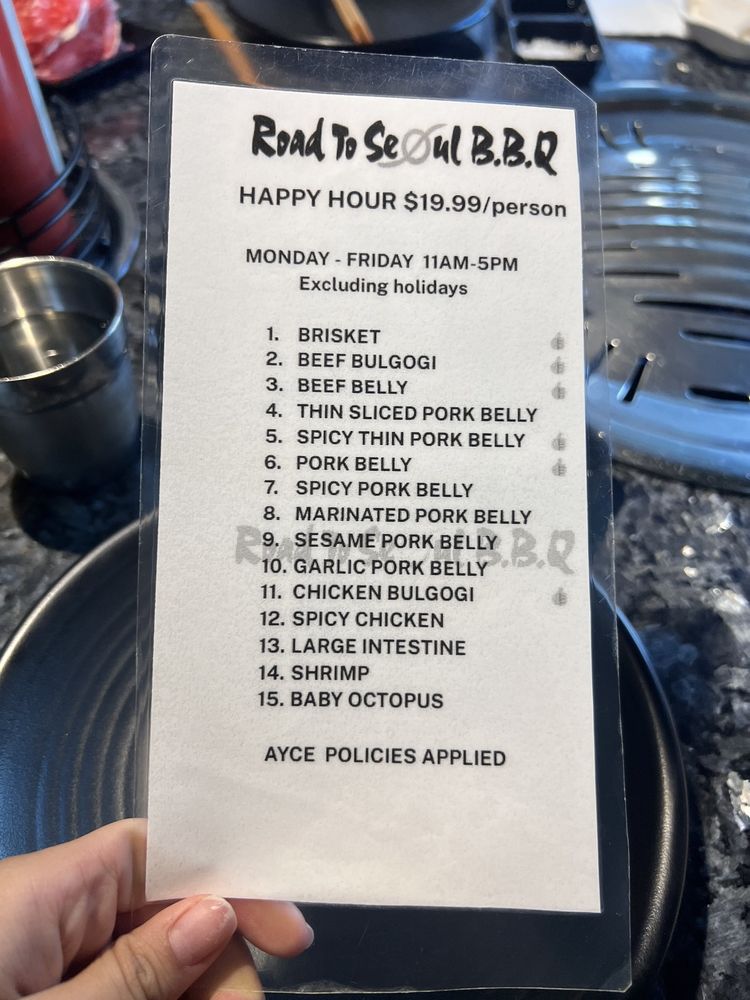 Road To Seoul B.B.Q
HAPPY HOUR $19.99/person
MONDAY - FRIDAY 11AM-5PM
Excluding holidays
1. BRISKET
2. BEEF BULGOGI
3. BEEF BELLY
4. THIN SLICED PORK BELLY
5. SPICY THIN PORK BELLY
6. PORK BELLY
7. SPICY PORK BELLY
8. MARINATED PORK BELLY
9. SESAME PORK BELLY
Road To Seoul B.B.Q
10. GARLIC PORK BELLY
11. CHICKEN BULGOGI
12. SPICY CHICKEN
13. LARGE INTESTINE
14. SHRIMP
15. BABY OCTOPUS
AYCE POLICIES APPLIED